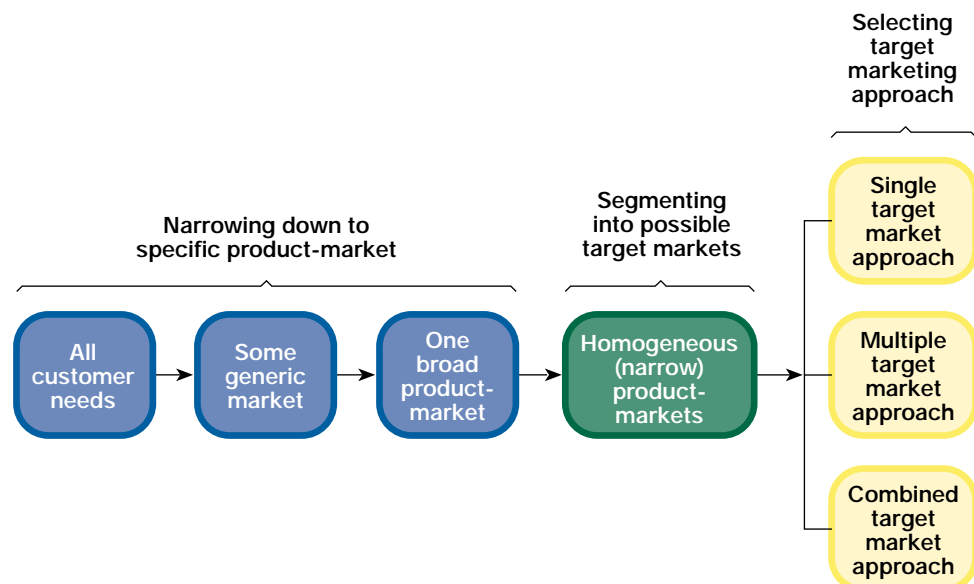 Selecting
target
marketing
approach
Narrowing down to
specific product-market
Segmenting
into possible
target markets
All
customer
needs
Some
generic
market
One
broad
product-
market
Homogeneous
(narrow)
product-
markets
Single
target
market
approach
Multiple
target
market
approach
Combined
target
market
approach